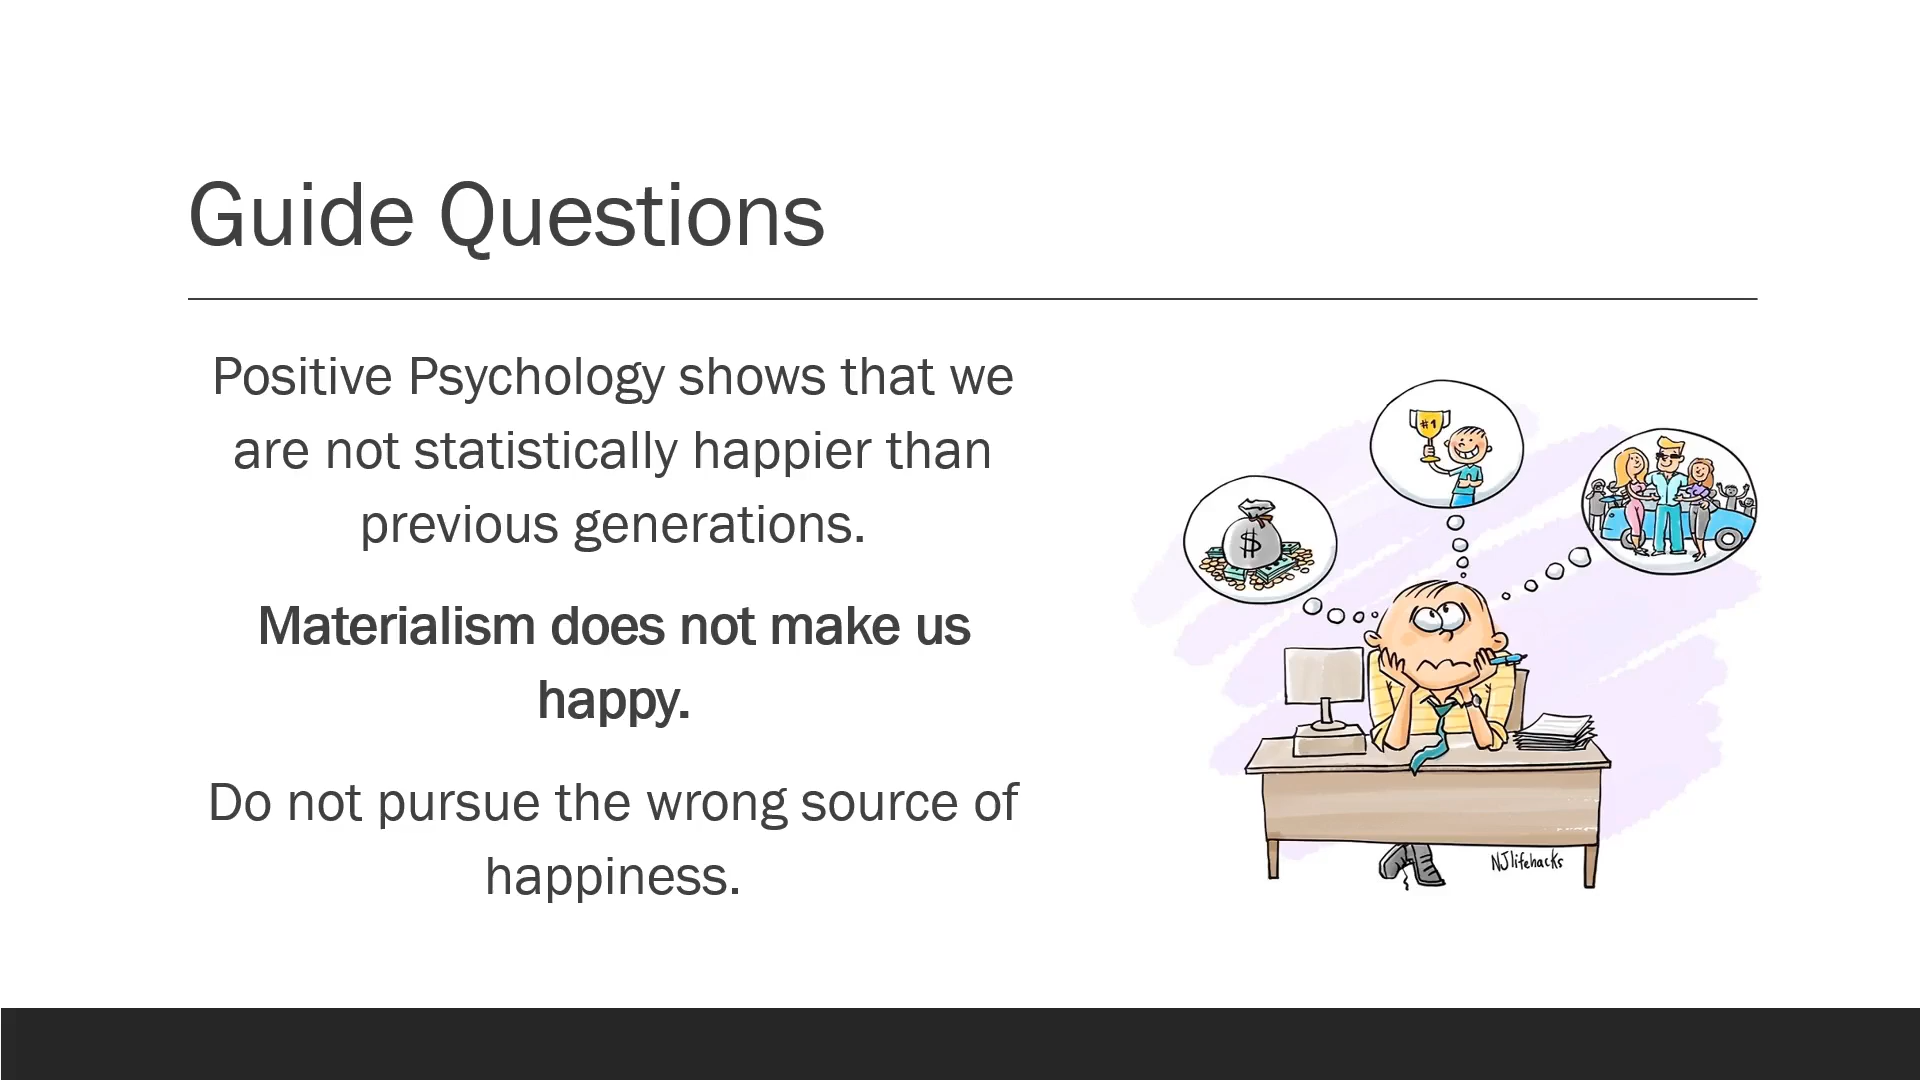 Guide Questions
Positive Psychology shows that we
are not statistically happier than
previous generations.
Materialism does not make us
happy.
Do not pursue the wrong source of
happiness.
#1
$
NJlifehacks